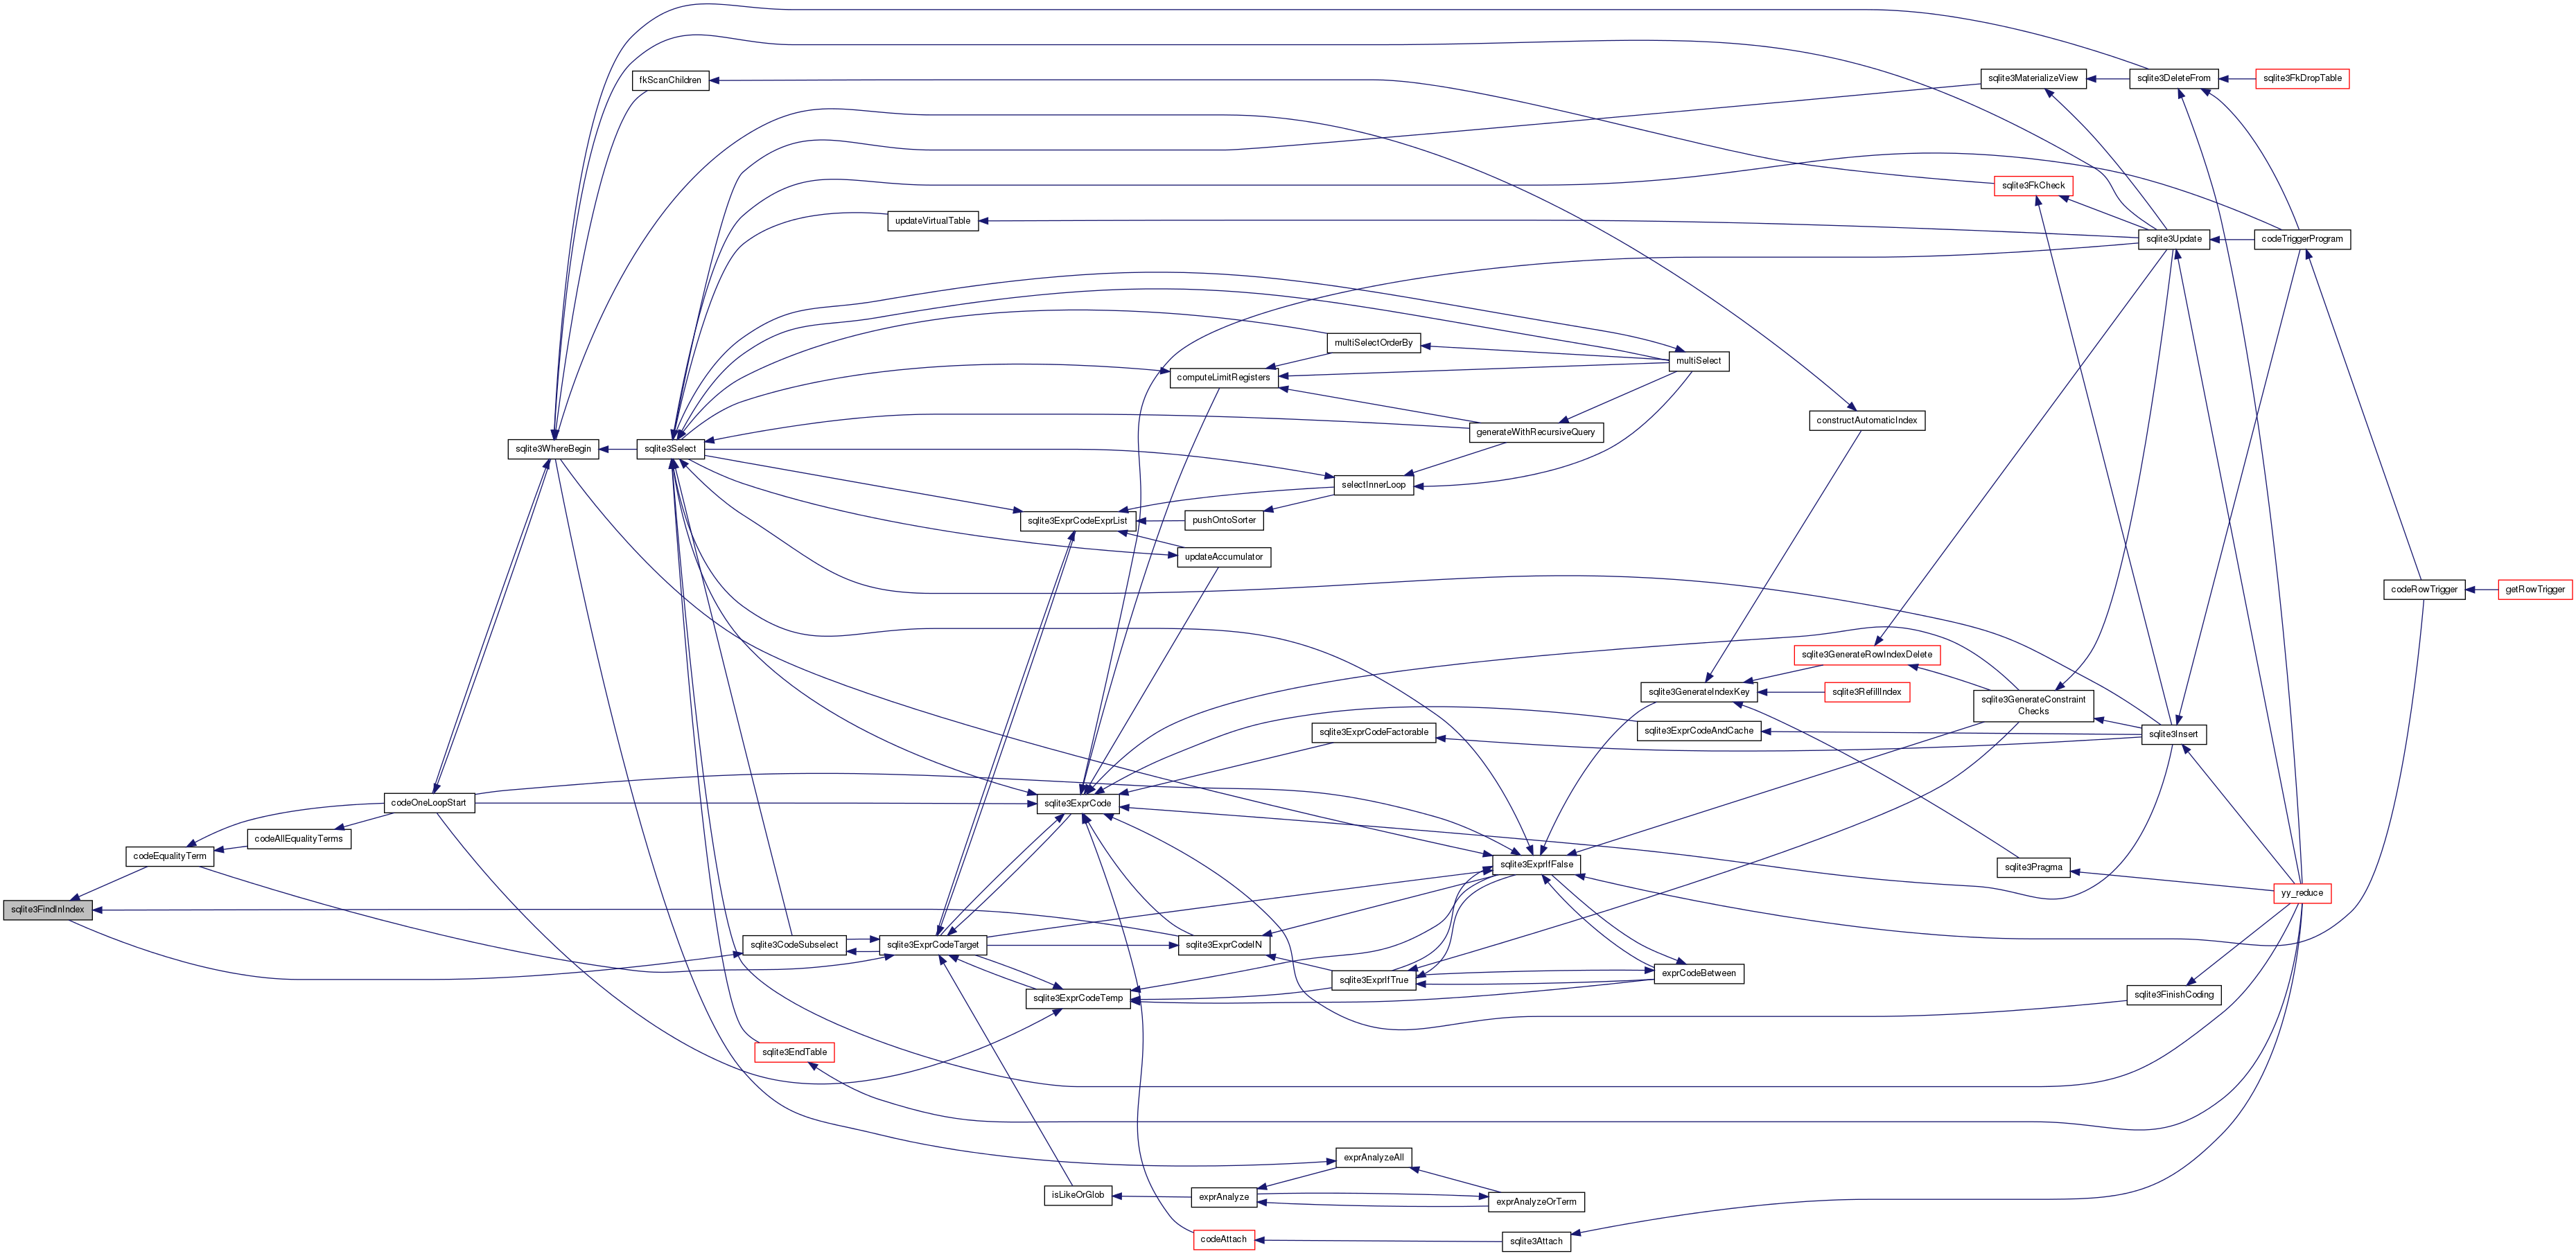 fkScanChildren
sqlite3MaterializeView
sqlite3DeleteFrom
sqlite3FkDropTable
sqlite3FkCheck
updateVirtualTable
sqlite3Update
codeTriggerProgram
multiSelectOrderBy
multiSelect
computeLimitRegisters
constructAutomaticIndex
generateWithRecursiveQuery
sqlite3WhereBegin
sqlite3Select
selectInnerLoop
sqlite3ExprCodeExprList
pushOntoSorter
updateAccumulator
codeRowTrigger
getRowTrigger
sqlite3GenerateRowIndexDelete
sqlite3GenerateIndexKey
sqlite3RefillIndex
sqlite3GenerateConstraint
Checks
sqlite3ExprCodeFactorable
sqlite3ExprCodeAndCache
sqlite3Insert
codeOneLoopStart
sqlite3ExprCode
codeAllEqualityTerms
codeEqualityTerm
sqlite3ExprIfFalse
sqlite3Pragma
yy_reduce
sqlite3FindInIndex
sqlite3CodeSubselect
sqlite3ExprCodeTarget
sqlite3ExprCodeIN
exprCodeBetween
sqlite3ExprIfTrue
sqlite3ExprCodeTemp
sqlite3FinishCoding
sqlite3EndTable
exprAnalyzeAll
isLikeOrGlob
exprAnalyze
exprAnalyzeOrTerm
codeAttach
sqlite3Attach